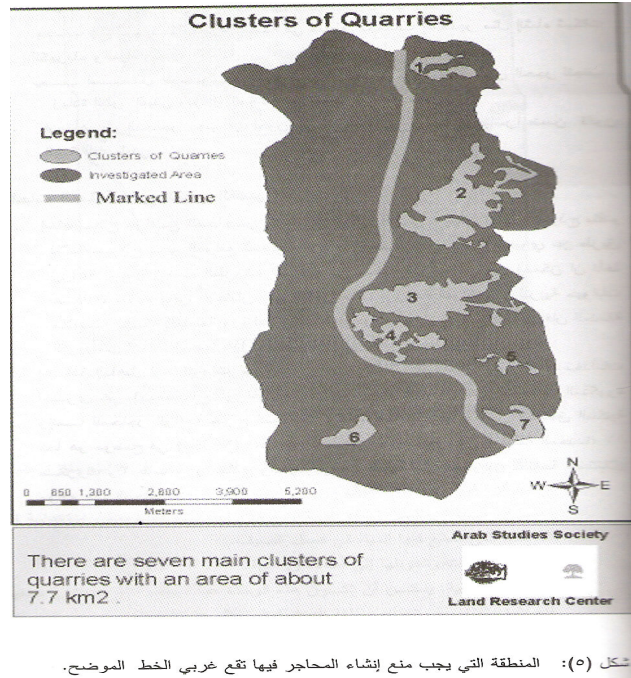 Clusters of Quarries
1
2
3
4
5
6
7
Legend:
Clusters of Quarries
Investigated Area
Marked Line
0 650 1,300 2,600 3,900 5,200
Meters
N
W E
S
There are seven main clusters of
quarries with an area of about
7.7 km2 .
Arab Studies Society
Land Research Center
شكل (٥): المنطقة التي يجب منع إنشاء المحاجر فيها تقع غربي الخط الموضح.